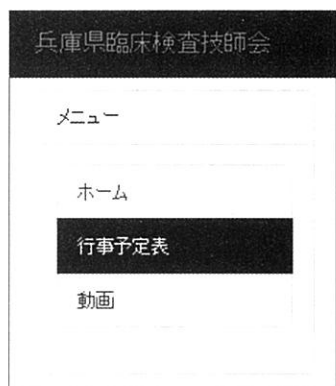 兵庫県臨床検査技師会
メニュー
ホーム
行事予定表
動画